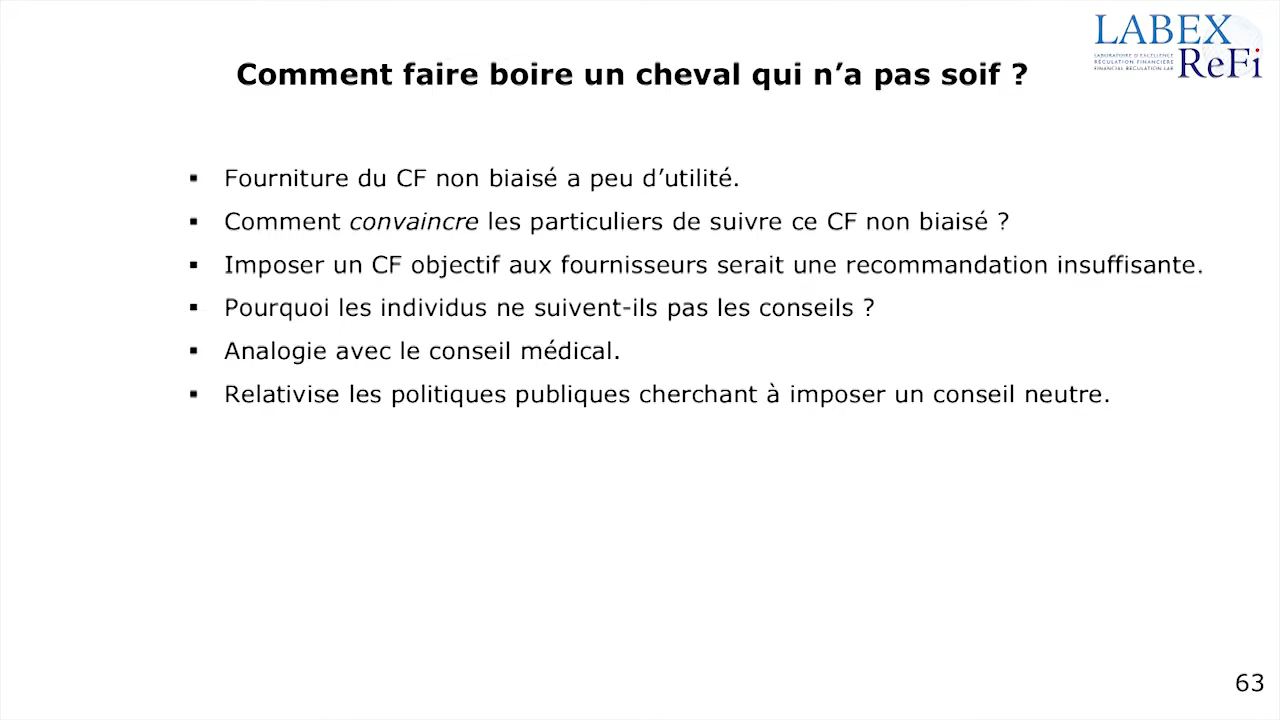 LABEX
LABORATOIRE D'EXCELLENCE
RÉGULATION FINANCIÈRE
FINANCIAL REGULATION LAB
ReFi
Comment faire boire un cheval qui n’a pas soif ?
▪ Fourniture du CF non biaisé a peu d’utilité.
▪ Comment convaincre les particuliers de suivre ce CF non biaisé ?
▪ Imposer un CF objectif aux fournisseurs serait une recommandation insuffisante.
▪ Pourquoi les individus ne suivent-ils pas les conseils ?
▪ Analogie avec le conseil médical.
▪ Relativise les politiques publiques cherchant à imposer un conseil neutre.
63